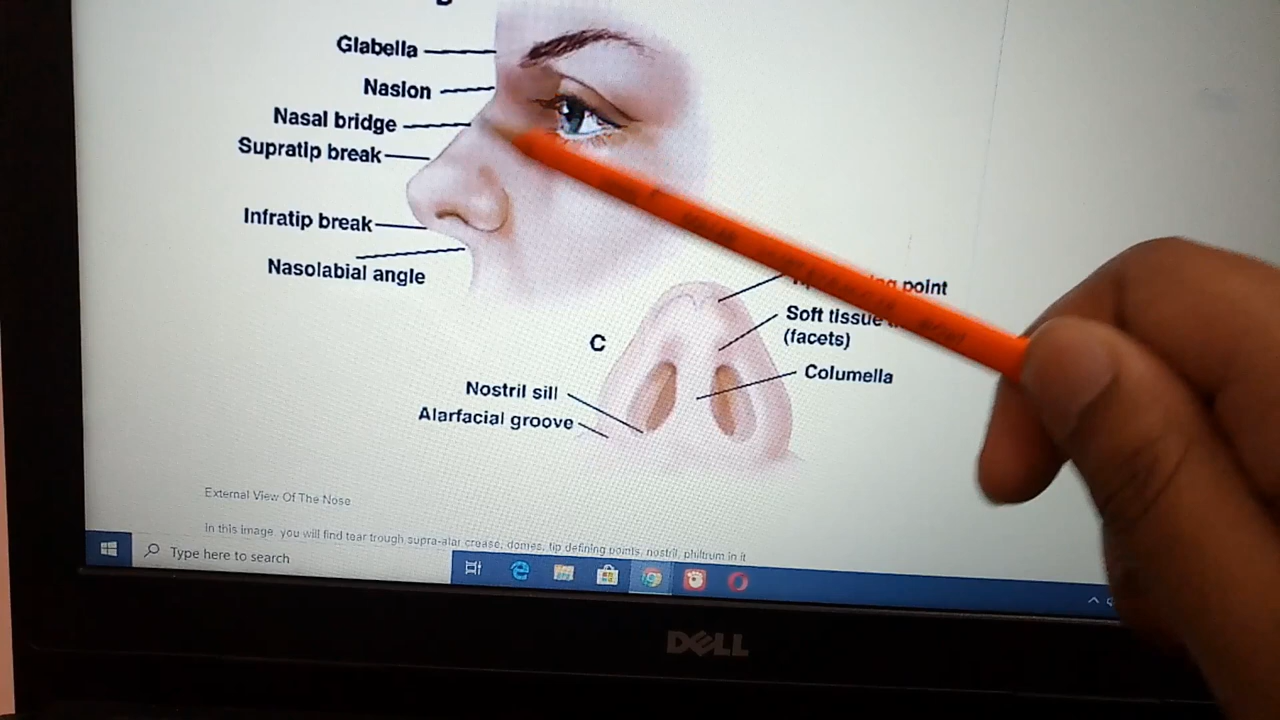 Glabella
Nasion
Nasal bridge
Supratip break
Infratip break
Nasolabial angle
point
Soft tissue
(facets)
C
Columella
Nostril sill
Alarfacial groove
External View Of The Nose
In this image, you will find tear trough, supra-alar crease, domes, tip defining points, nostril, philtrum in it
Type here to search
DELL